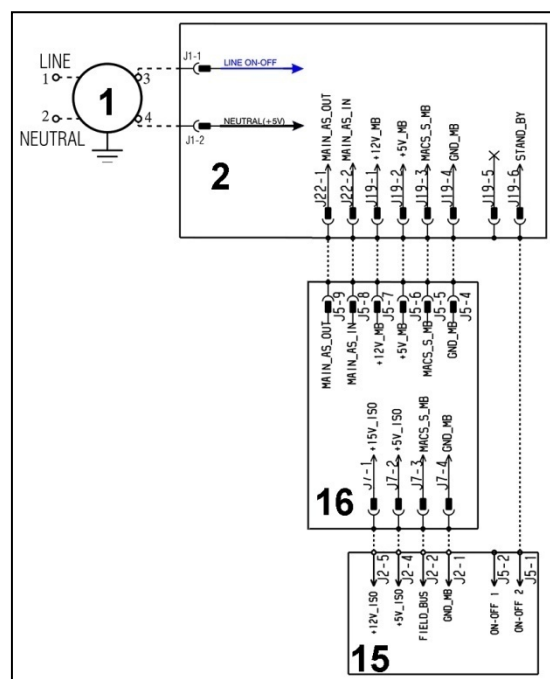 LINE
1
3
J1-1
LINE ON-OFF
1
2
4
NEUTRAL
J1-2
NEUTRAL(+5V)
2
MAIN_AS_OUT
MAIN_AS_IN
+12V_MB
+5V_MB
MACS_S_MB
GND_MB
STAND_BY
J22-1
J22-2
J19-1
J19-2
J19-3
J19-4
J19-5
J19-6
J5-9
J5-8
J5-7
J5-6
J5-5
J5-4
MAIN_AS_OUT
MAIN_AS_IN
+12V_MB
+5V_MB
MACS_S_MB
GND_MB
+15V_ISO
+5V_ISO
MACS_S_MB
GND_MB
J7-1
J7-2
J7-3
J7-4
16
J2-5
J2-4
J2-2
J2-1
J5-2
J5-1
+12V_ISO
+5V_ISO
FIELD_BUS
GND_MB
ON-OFF 1
ON-OFF 2
15